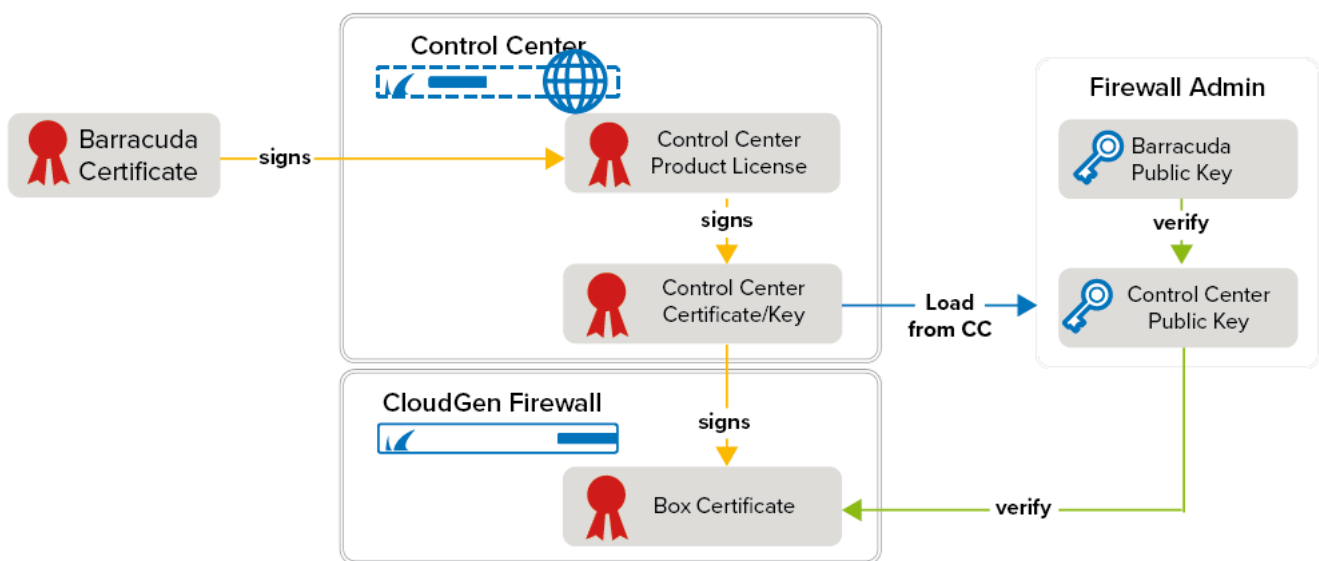 Control Center
Firewall Admin
Barracuda
Certificate
signs
Control Center
Product License
Barracuda
Public Key
signs
verify
Control Center
Certificate/Key
Load
from CC
Control Center
Public Key
CloudGen Firewall
signs
Box Certificate
verify